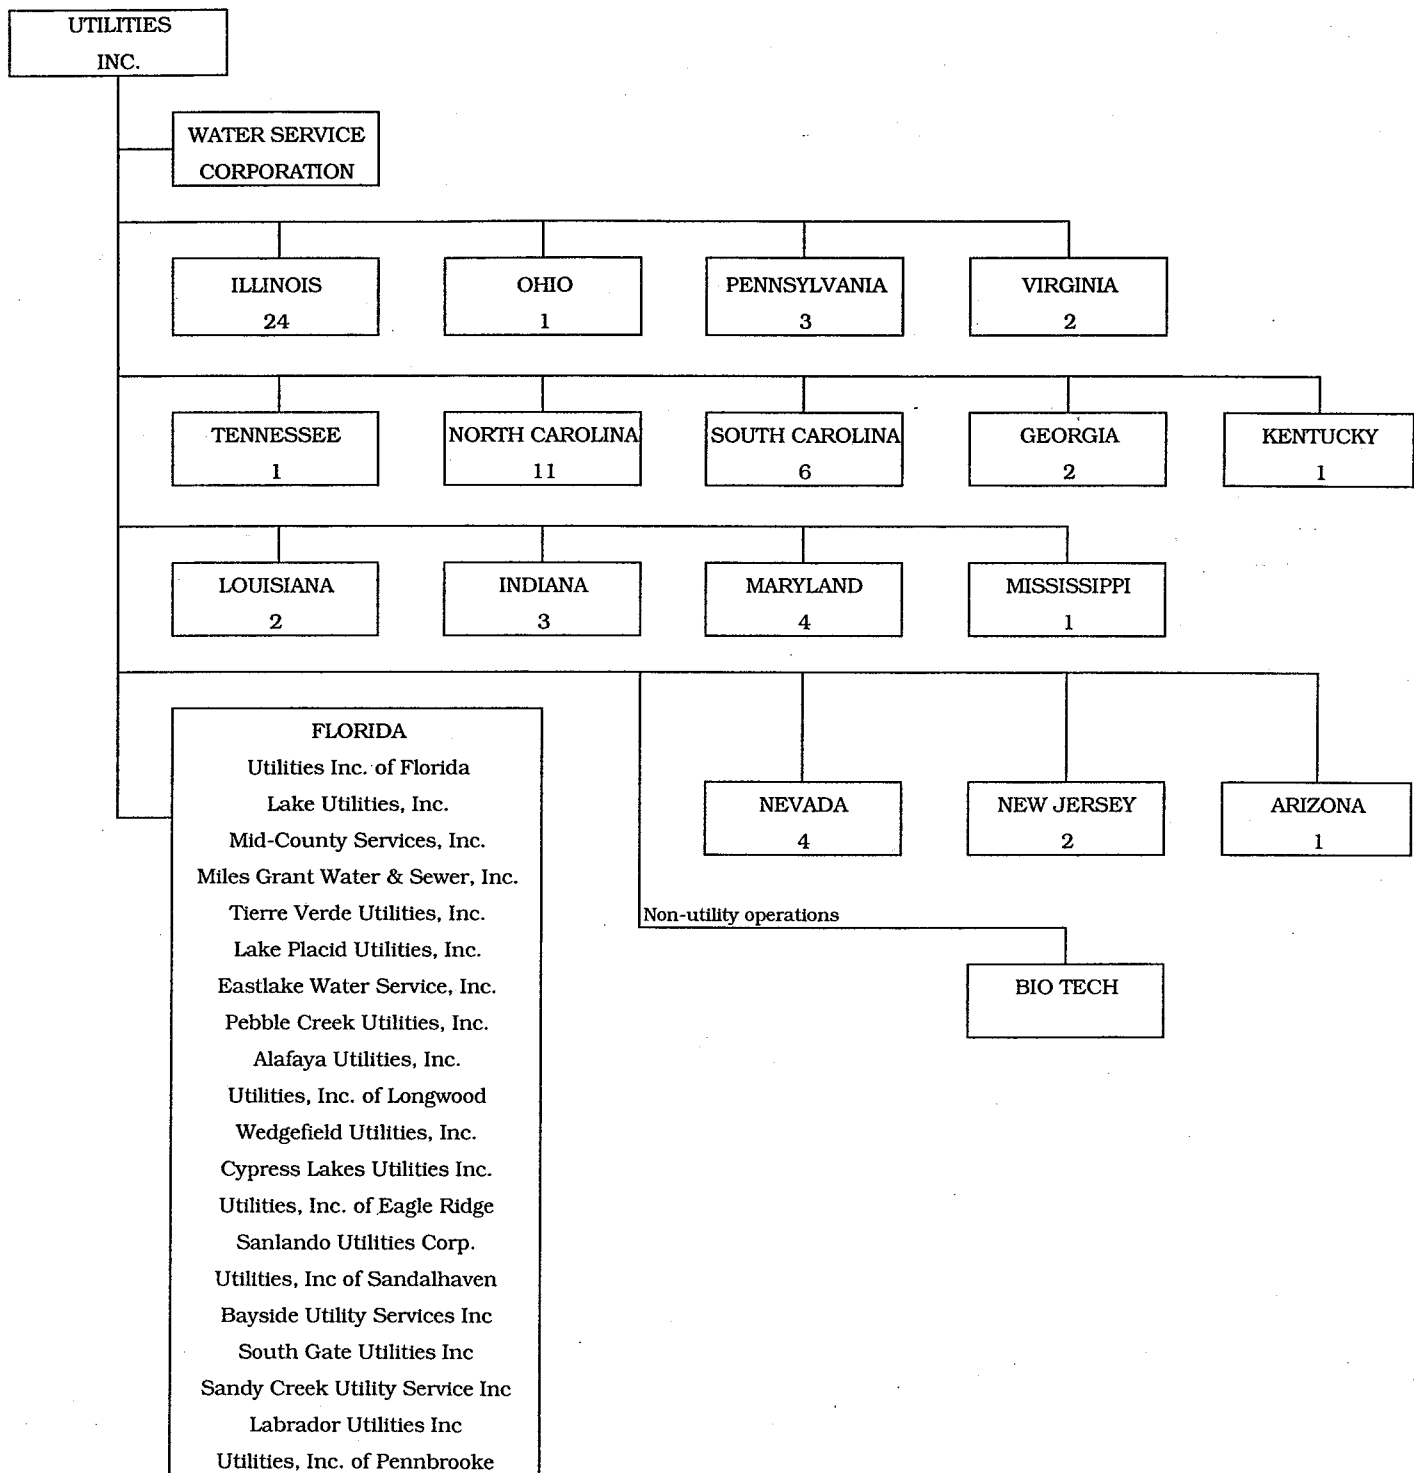 UTILITIES
INC.
WATER SERVICE
CORPORATION
ILLINOIS
24
OHIO
1
PENNSYLVANIA
3
VIRGINIA
2
TENNESSEE
1
NORTH CAROLINA
11
SOUTH CAROLINA
6
GEORGIA
2
KENTUCKY
1
LOUISIANA
2
INDIANA
3
MARYLAND
4
MISSISSIPPI
1
FLORIDA
Utilities Inc. of Florida
Lake Utilities, Inc.
Mid-County Services, Inc.
Miles Grant Water & Sewer, Inc.
Tierre Verde Utilities, Inc.
Lake Placid Utilities, Inc.
Eastlake Water Service, Inc.
Pebble Creek Utilities, Inc.
Alafaya Utilities, Inc.
Utilities, Inc. of Longwood
Wedgefield Utilities, Inc.
Cypress Lakes Utilities Inc.
Utilities, Inc. of Eagle Ridge
Sanlando Utilities Corp.
Utilities, Inc of Sandalhaven
Bayside Utility Services Inc
South Gate Utilities Inc
Sandy Creek Utility Service Inc
Labrador Utilities Inc
Utilities, Inc. of Pennbrooke
NEVADA
4
NEW JERSEY
2
ARIZONA
1
Non-utility operations
BIO TECH